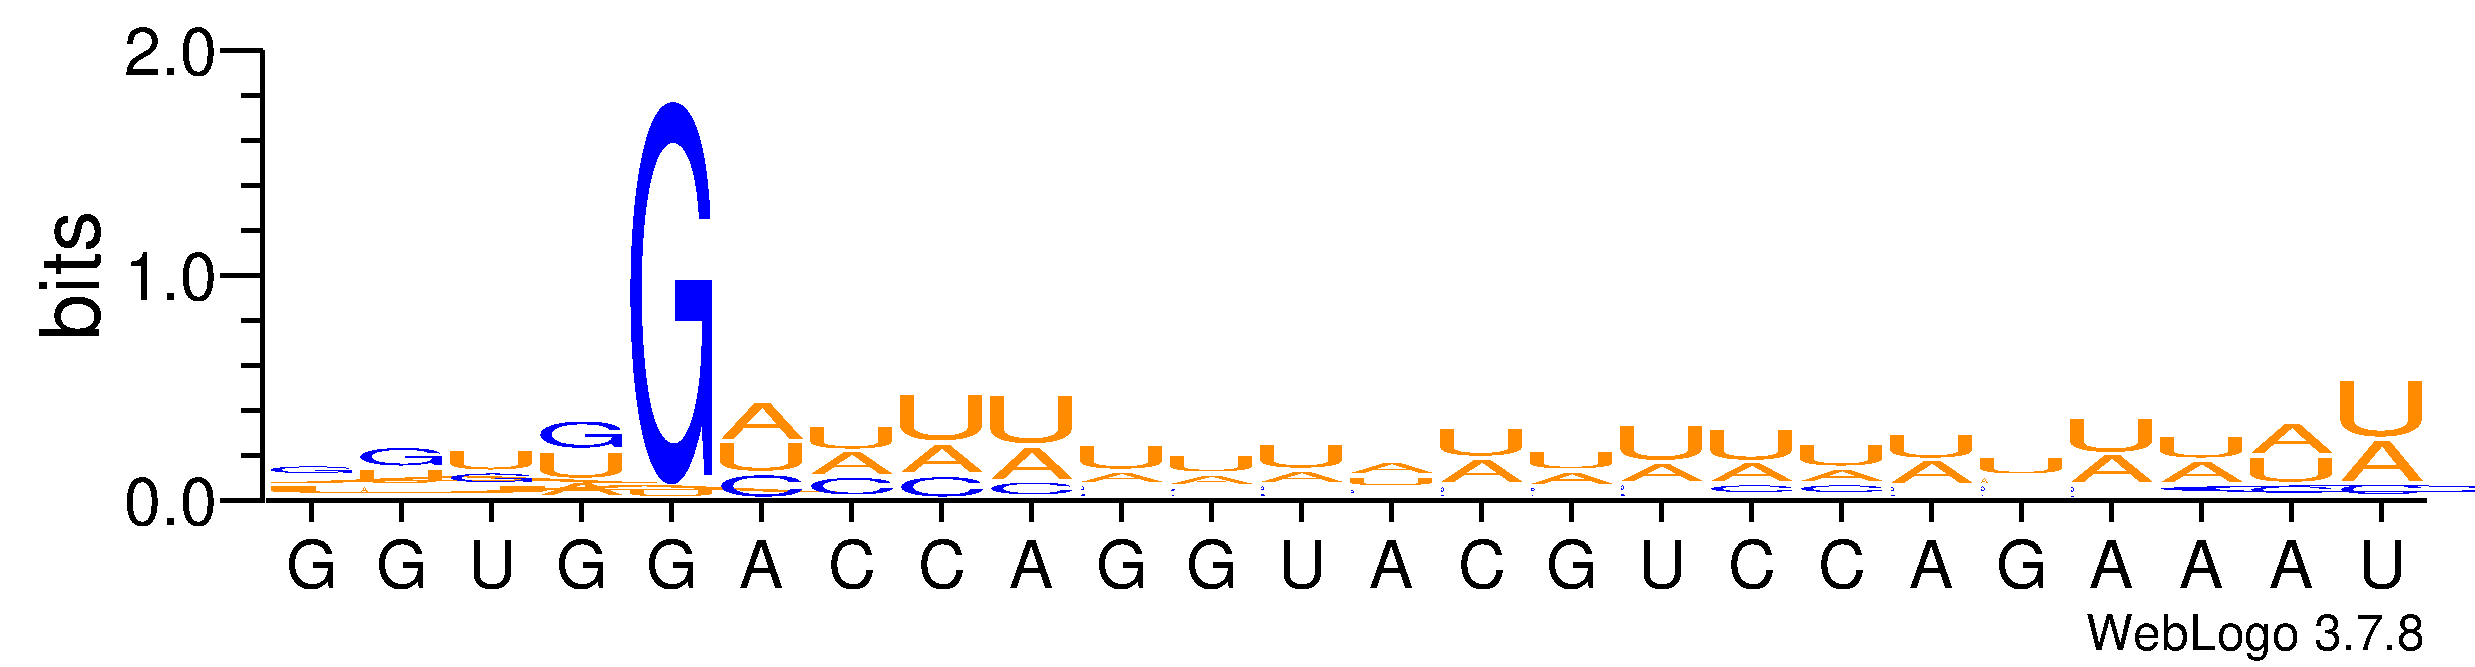 2.0
1.0
0.0
bits
G G U G G A C C A G G U A C G U C C A G A A A U
WebLogo 3.7.8